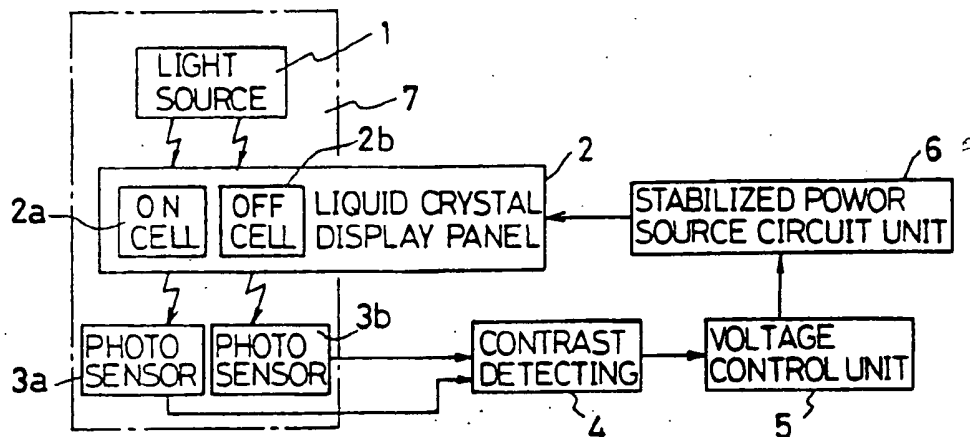 1
LIGHT
SOURCE
7
2b
2
6
2a
ON
CELL
OFF
CELL
LIQUID CRYSTAL
DISPLAY PANEL
STABILIZED POWOR
SOURCE CIRCUIT UNIT
3b
PHOTO
SENSOR
PHOTO
SENSOR
3a
CONTRAST
DETECTING
4
VOLTAGE
CONTROL UNIT
5